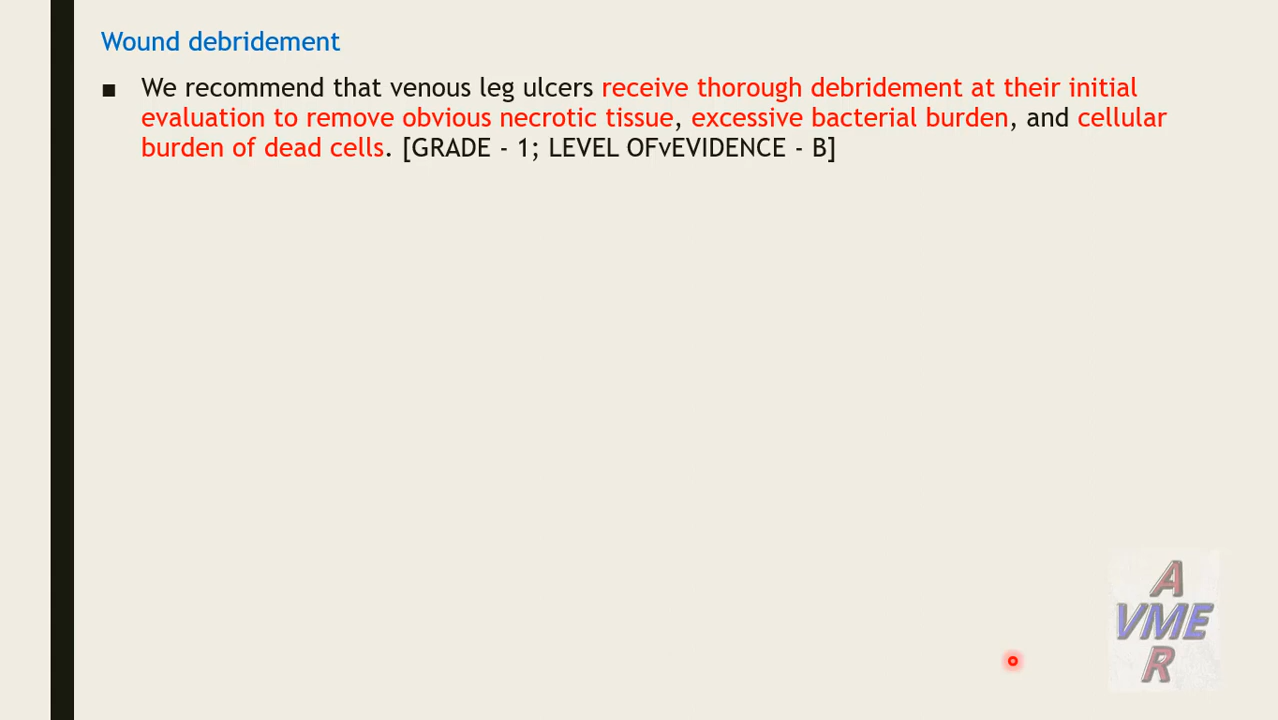 Wound debridement
■ We recommend that venous leg ulcers receive thorough debridement at their initial
evaluation to remove obvious necrotic tissue, excessive bacterial burden, and cellular
burden of dead cells. [GRADE - 1; LEVEL OFvEVIDENCE - B]
A
VME
R